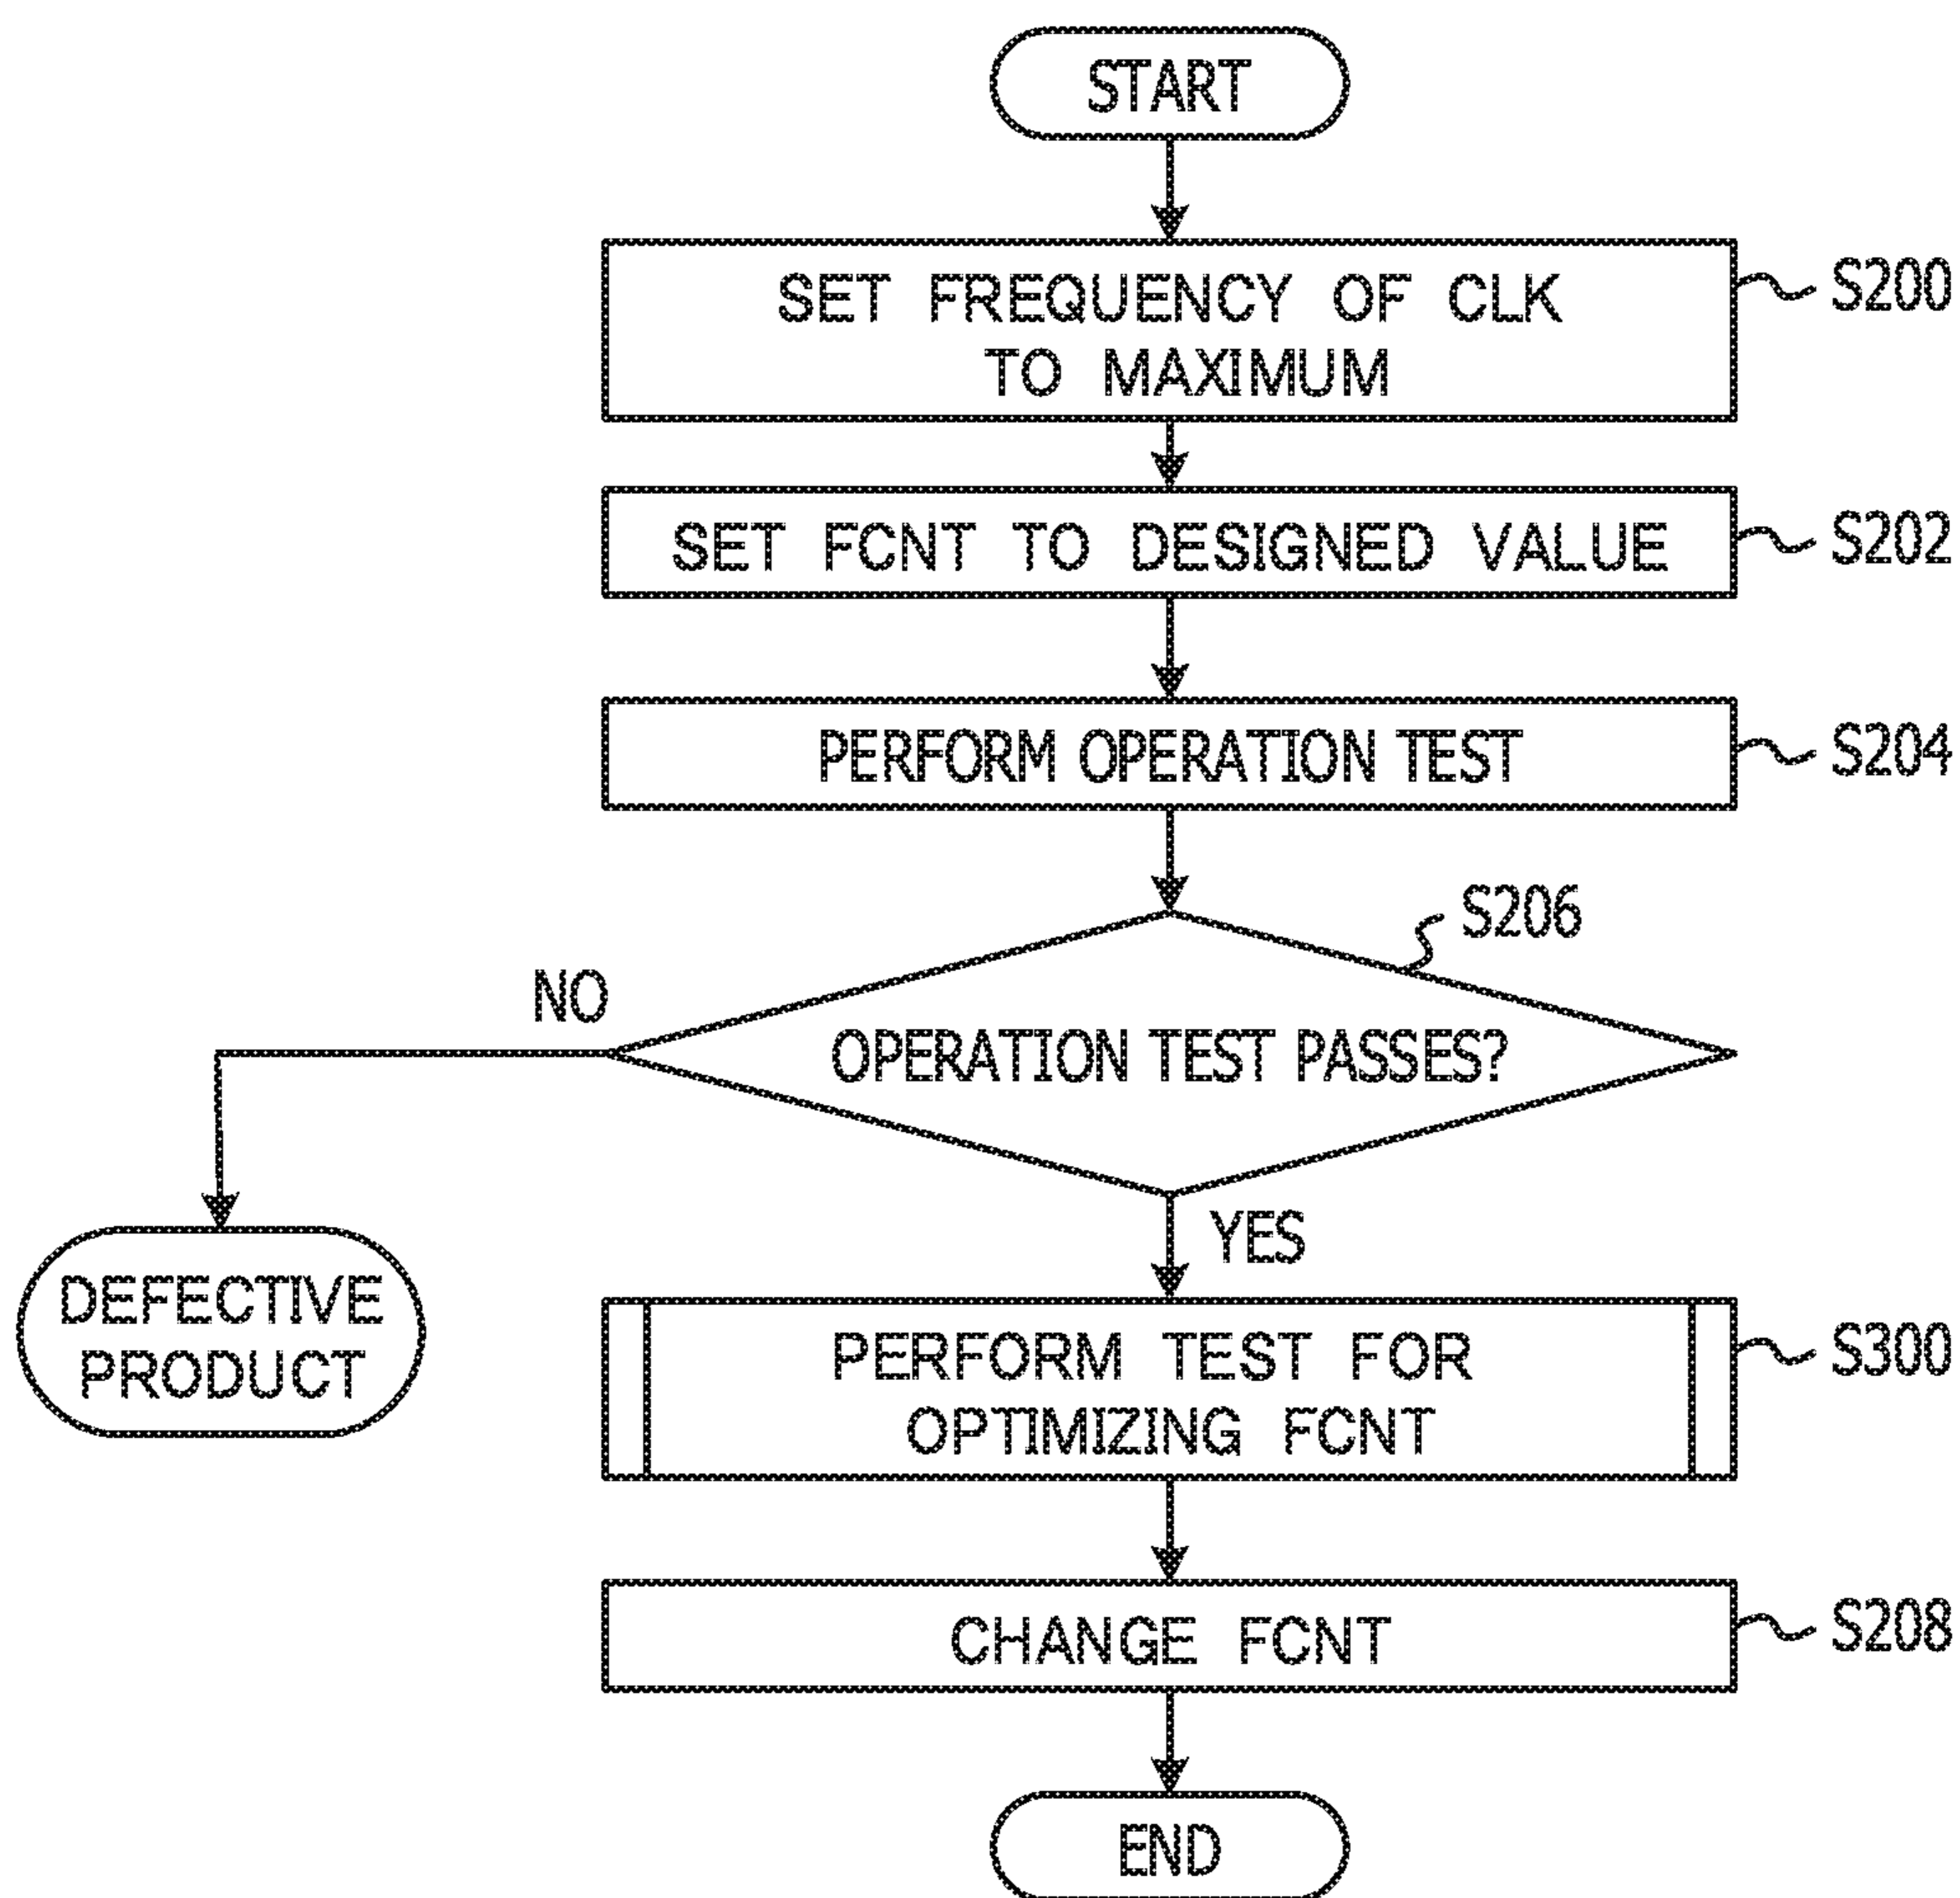 START
SET FREQUENCY OF CLK
TO MAXIMUM
S200
SET FCNT TO DESIGNED VALUE
S202
PERFORM OPERATION TEST
S204
S206
NO
OPERATION TEST PASSES?
YES
DEFECTIVE
PRODUCT
PERFORM TEST FOR
OPTIMIZING FCNT
S300
CHANGE FCNT
S208
END